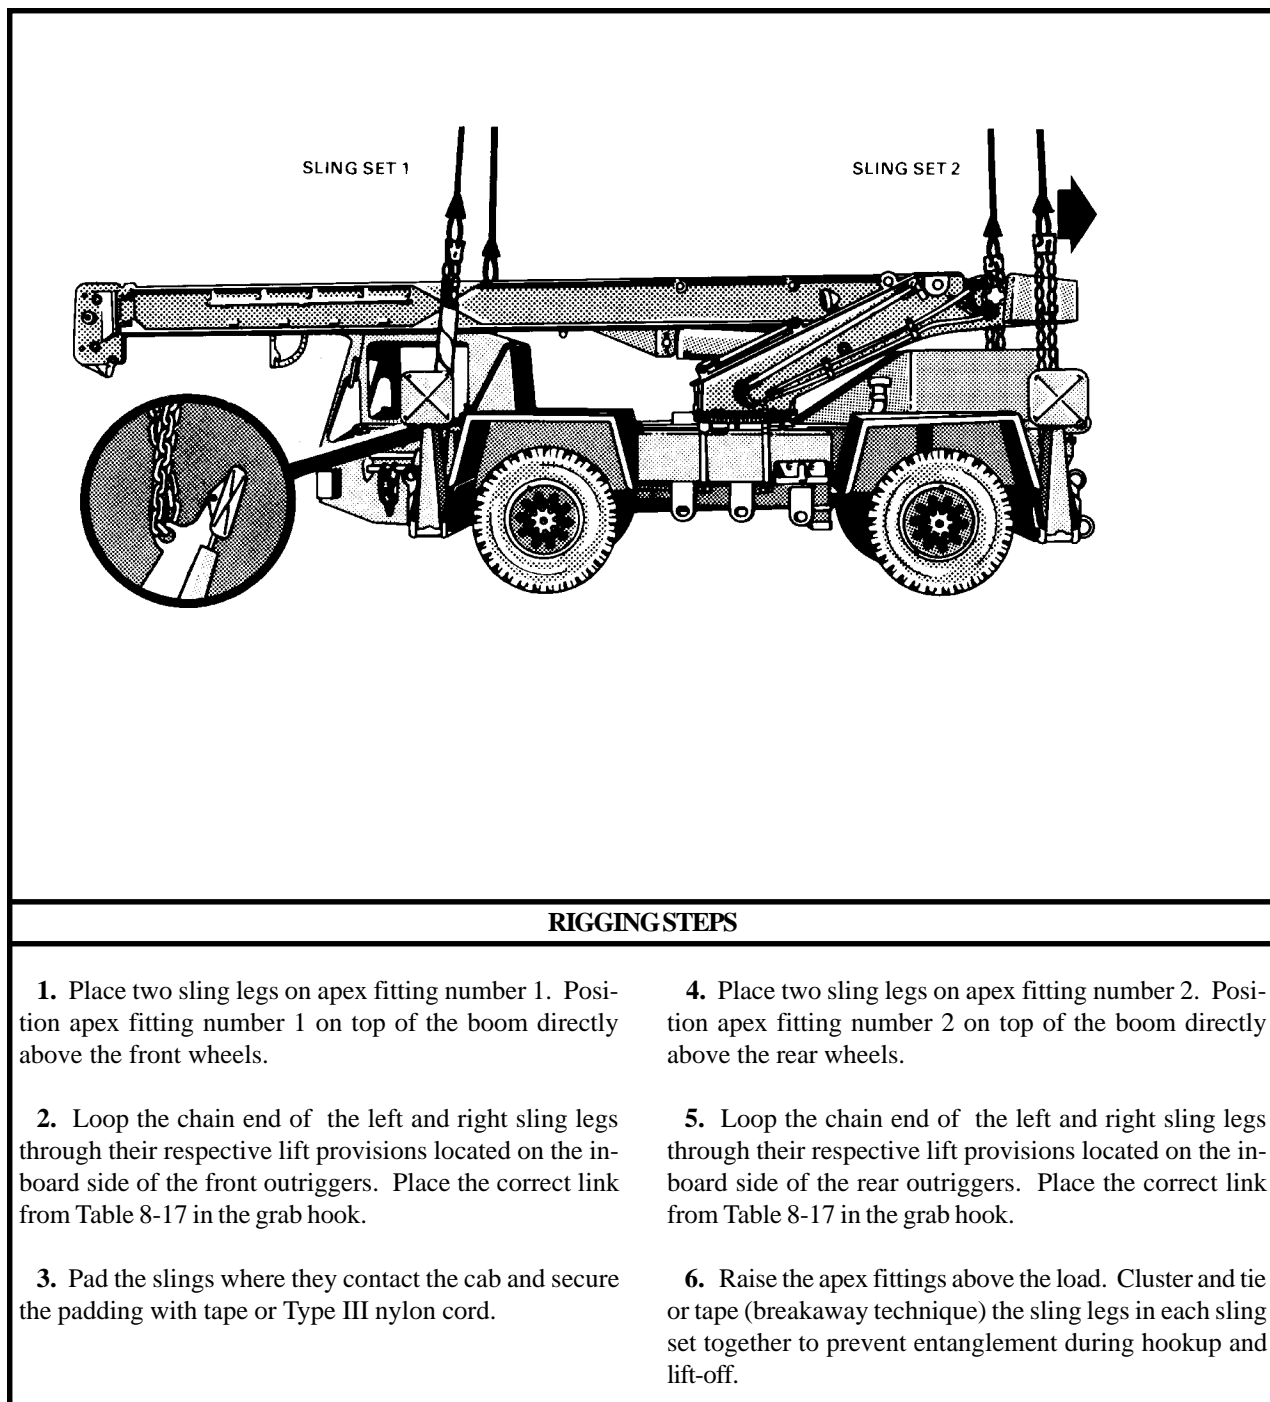 SLING SET 1
SLING SET 2
RIGGING STEPS
1. Place two sling legs on apex fitting number 1. Posi-
tion apex fitting number 1 on top of the boom directly
above the front wheels.
2. Loop the chain end of the left and right sling legs
through their respective lift provisions located on the in-
board side of the front outriggers. Place the correct link
from Table 8-17 in the grab hook.
3. Pad the slings where they contact the cab and secure
the padding with tape or Type III nylon cord.
4. Place two sling legs on apex fitting number 2. Posi-
tion apex fitting number 2 on top of the boom directly
above the rear wheels.
5. Loop the chain end of the left and right sling legs
through their respective lift provisions located on the in-
board side of the rear outriggers. Place the correct link
from Table 8-17 in the grab hook.
6. Raise the apex fittings above the load. Cluster and tie
or tape (breakaway technique) the sling legs in each sling
set together to prevent entanglement during hookup and
lift-off.